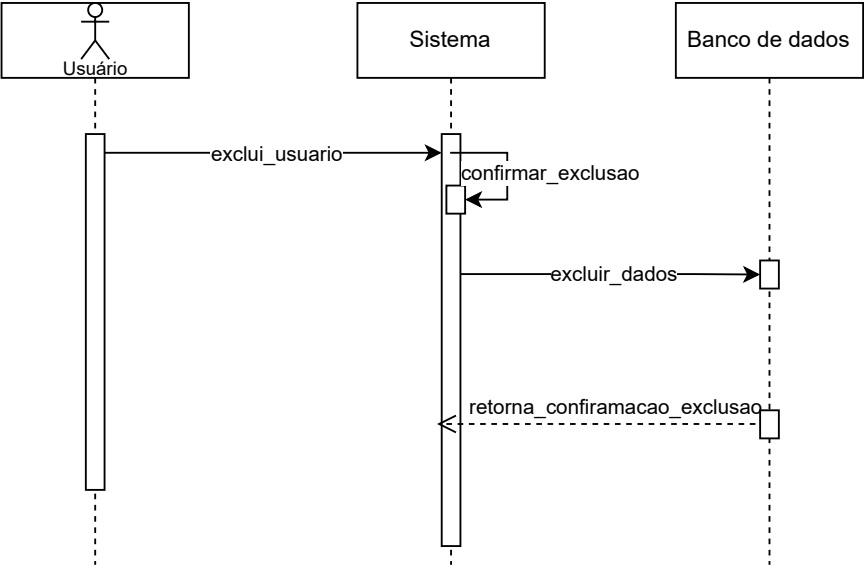 Usuário
Sistema
Banco de dados
exclui_usuario
confirmar_exclusao
excluir_dados
retorna_confiramacao_exclusao